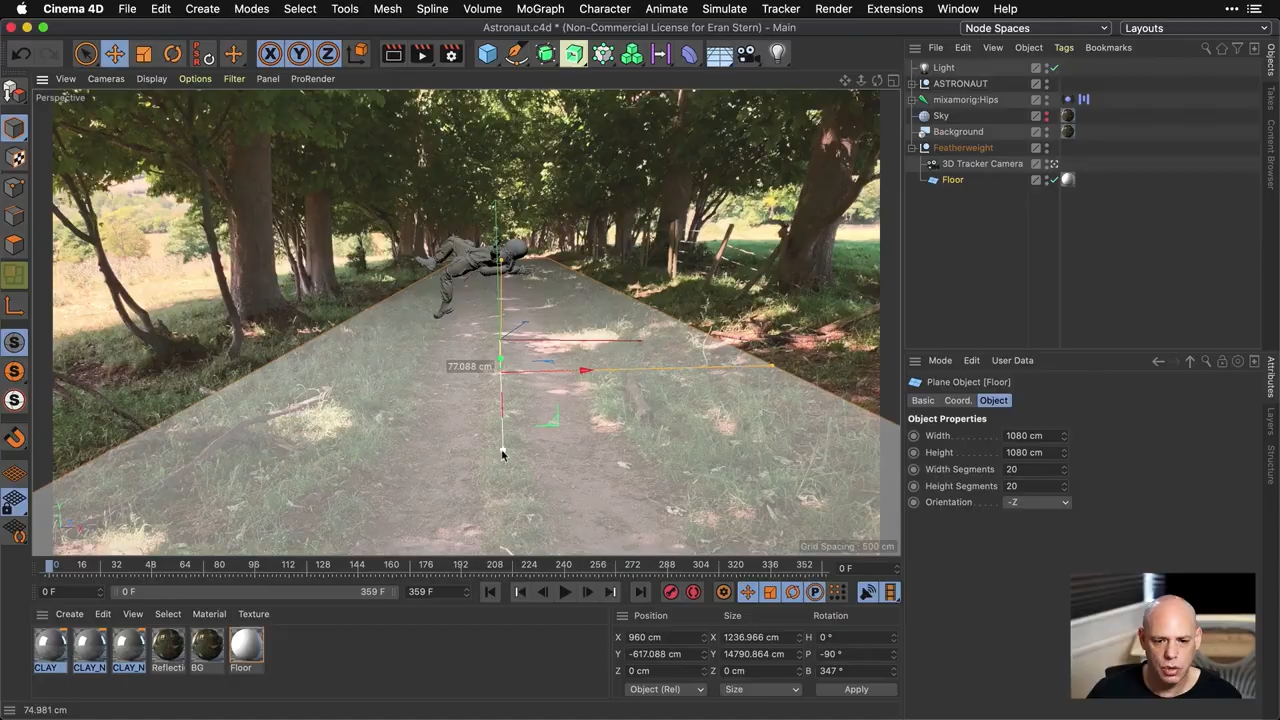 Cinema 4D File Edit Create Modes Select Tools Mesh Spline Volume MoGraph Character Animate Simulate Tracker Render Extensions Window Help
Astronaut.c4d * (Non-Commercial License for Eran Stern) - Main
Node Spaces
Layouts
PSR
X Y Z
File Edit View Object Tags Bookmarks
View Cameras Display Options Filter Panel ProRender
Perspective
Light
ASTRONAUT
mixamorig:Hips
Sky
Background
Featherweight
3D Tracker Camera
Floor
Objects
Takes
Content Browser
77.088 cm
Grid Spacing : 500 cm
Mode Edit User Data
Plane Object [Floor]
Basic Coord. Object
Object Properties
Width 1080 cm
Height 1080 cm
Width Segments 20
Height Segments 20
Orientation -Z
Attributes
Layers
Structure
0 16 32 48 64 80 96 112 128 144 160 176 192 208 224 240 256 272 288 304 320 336 352
0 F
0 F 0 F 359 F 359 F
Create Edit View Select Material Texture
CLAY CLAY_N CLAY_N Reflecti BG Floor
Position Size Rotation
X 960 cm X 1236.966 cm H 0 °
Y -617.088 cm Y 14790.864 cm P -90 °
Z 0 cm Z 0 cm B 347 °
Object (Rel) Size Apply
74.981 cm